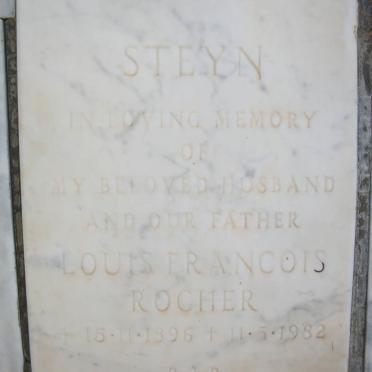 STEYN
IN LOVING MEMORY
OF
MY BELOVED HUSBAND
AND OUR FATHER
LOUIS FRANCOIS
ROCHER
+ 15·11·1896 + 11·5·1982
R.I.P.